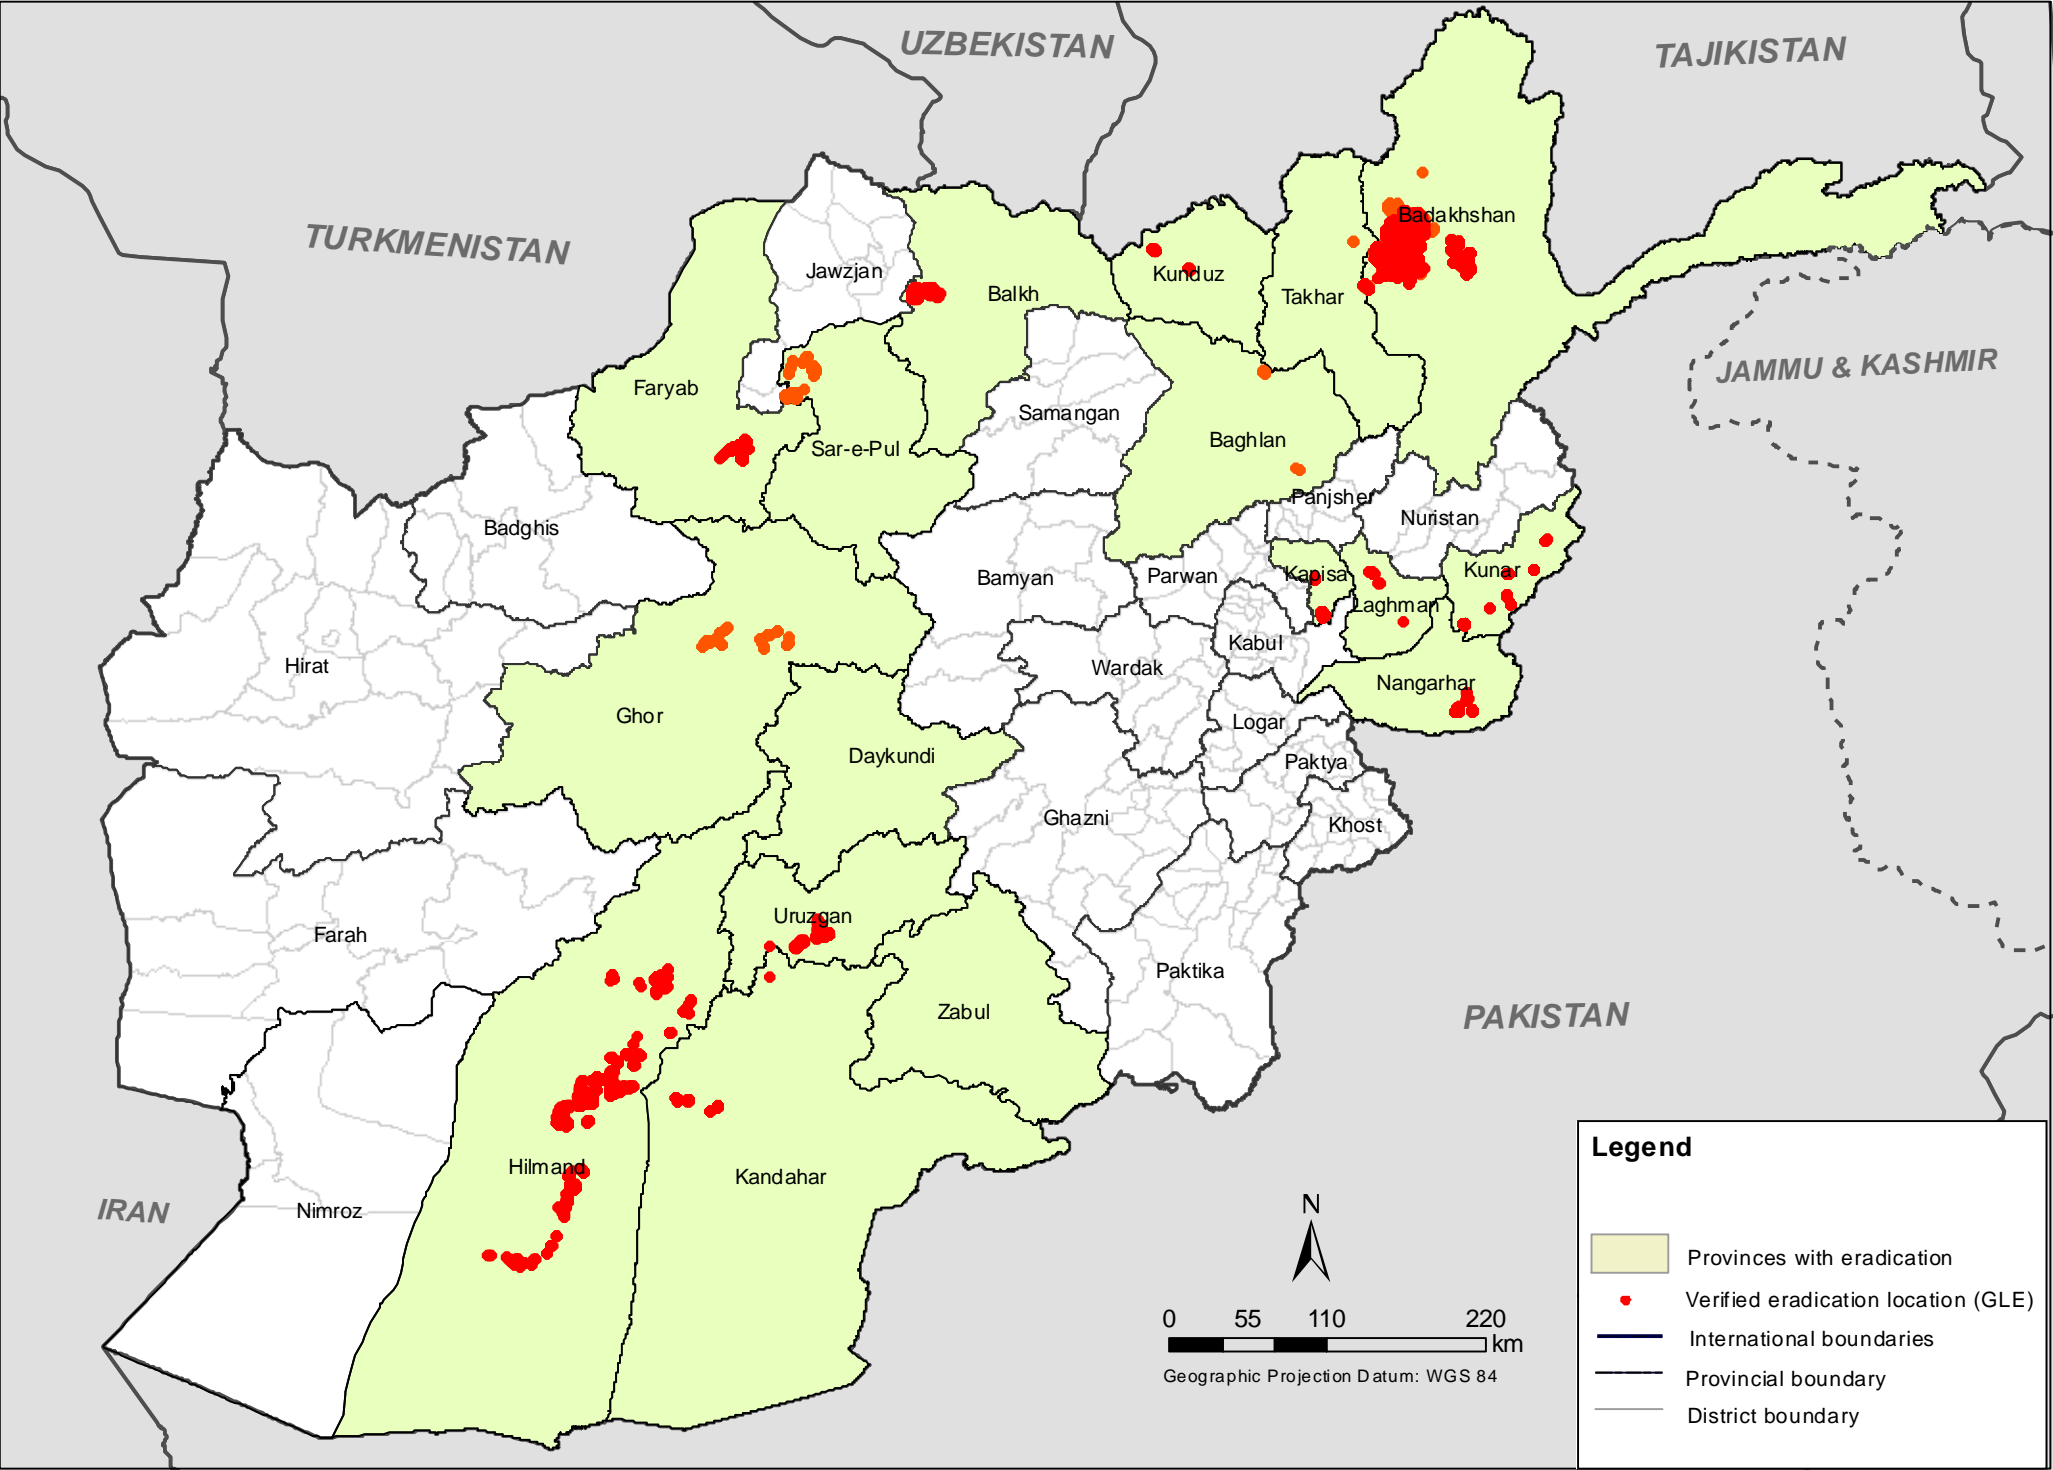 UZBEKISTAN
TAJIKISTAN
TURKMENISTAN
Badakhshan
Jawzjan
Kunduz
Balkh
Takhar
JAMMU & KASHMIR
Faryab
Samangan
Baghlan
Sar-e-Pul
Panjsher
Badghis
Nuristan
Bamyan
Parwan
Kapisa
Kunar
Laghman
Kabul
Hirat
Wardak
Nangarhar
Ghor
Logar
Daykundi
Paktya
Ghazni
Khost
Uruzgan
Farah
Paktika
Zabul
PAKISTAN
Hilmand
Kandahar
IRAN
Nimroz
N
0 55 110 220
km
Geographic Projection Datum: WGS 84
Legend
Provinces with eradication
Verified eradication location (GLE)
International boundaries
Provincial boundary
District boundary